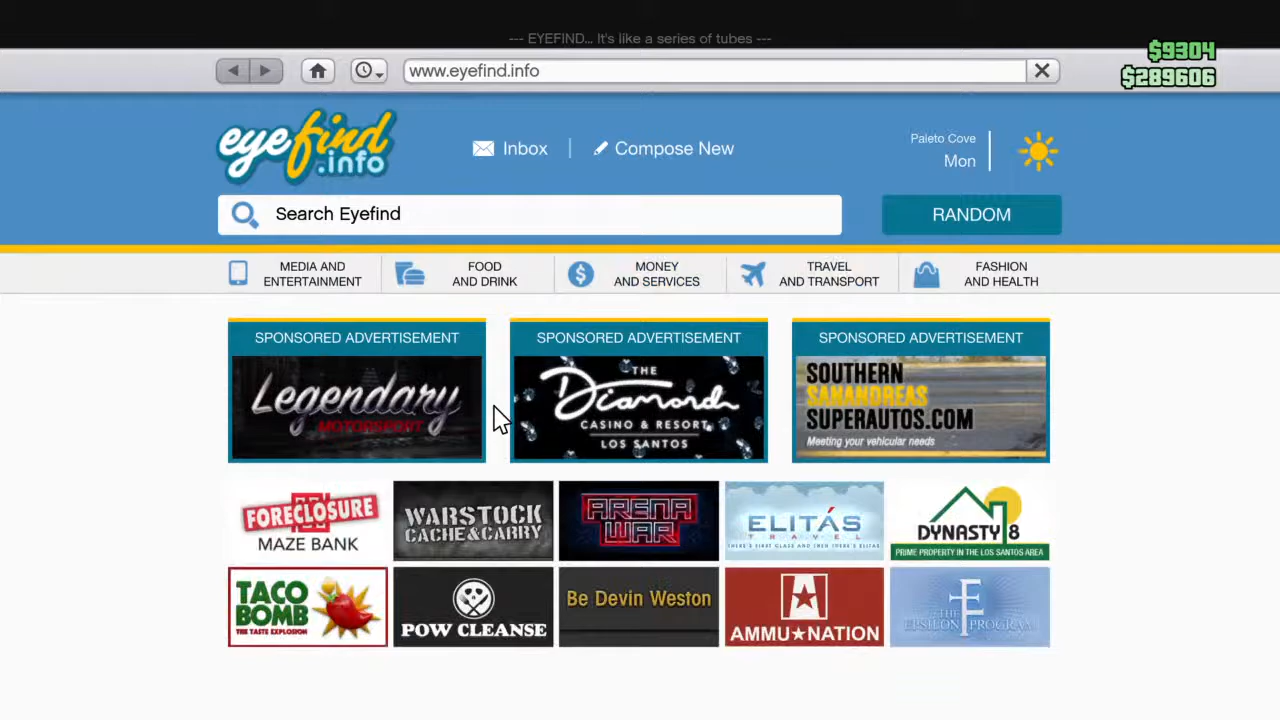 --- EYEFIND... It's like a series of tubes ---
$9304
$289606
www.eyefind.info
eyefind
.info
Inbox
Compose New
Paleto Cove
Mon
Search Eyefind
RANDOM
MEDIA AND
ENTERTAINMENT
FOOD
AND DRINK
MONEY
AND SERVICES
TRAVEL
AND TRANSPORT
FASHION
AND HEALTH
SPONSORED ADVERTISEMENT
Legendary
MOTORSPORT
SPONSORED ADVERTISEMENT
THE
Diamond
CASINO & RESORT
LOS SANTOS
SPONSORED ADVERTISEMENT
SOUTHERN
SANANDREAS
SUPERAUTOS.COM
Meeting your vehicular needs
FORECLOSURE
MAZE BANK
WARSTOCK
CACHE&CARRY
ARENA
WAR
ELITÁS
TRAVEL
THERE'S FIRST CLASS AND THEN THERE'S ELITAS
DYNASTY 8
PRIME PROPERTY IN THE LOS SANTOS AREA
TACO
BOMB
THE TASTE EXPLOSION
POW CLEANSE
Be Devin Weston
AMMU★NATION
THE
EPSILON PROGRAM